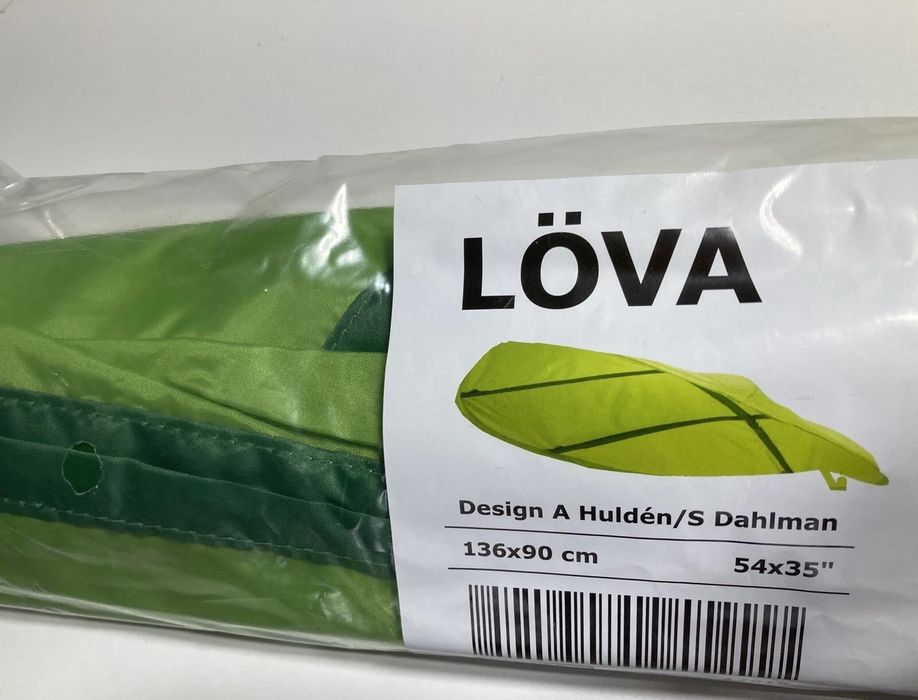 LÖVA
Design A Huldén/S Dahlman
136x90 cm 54x35"